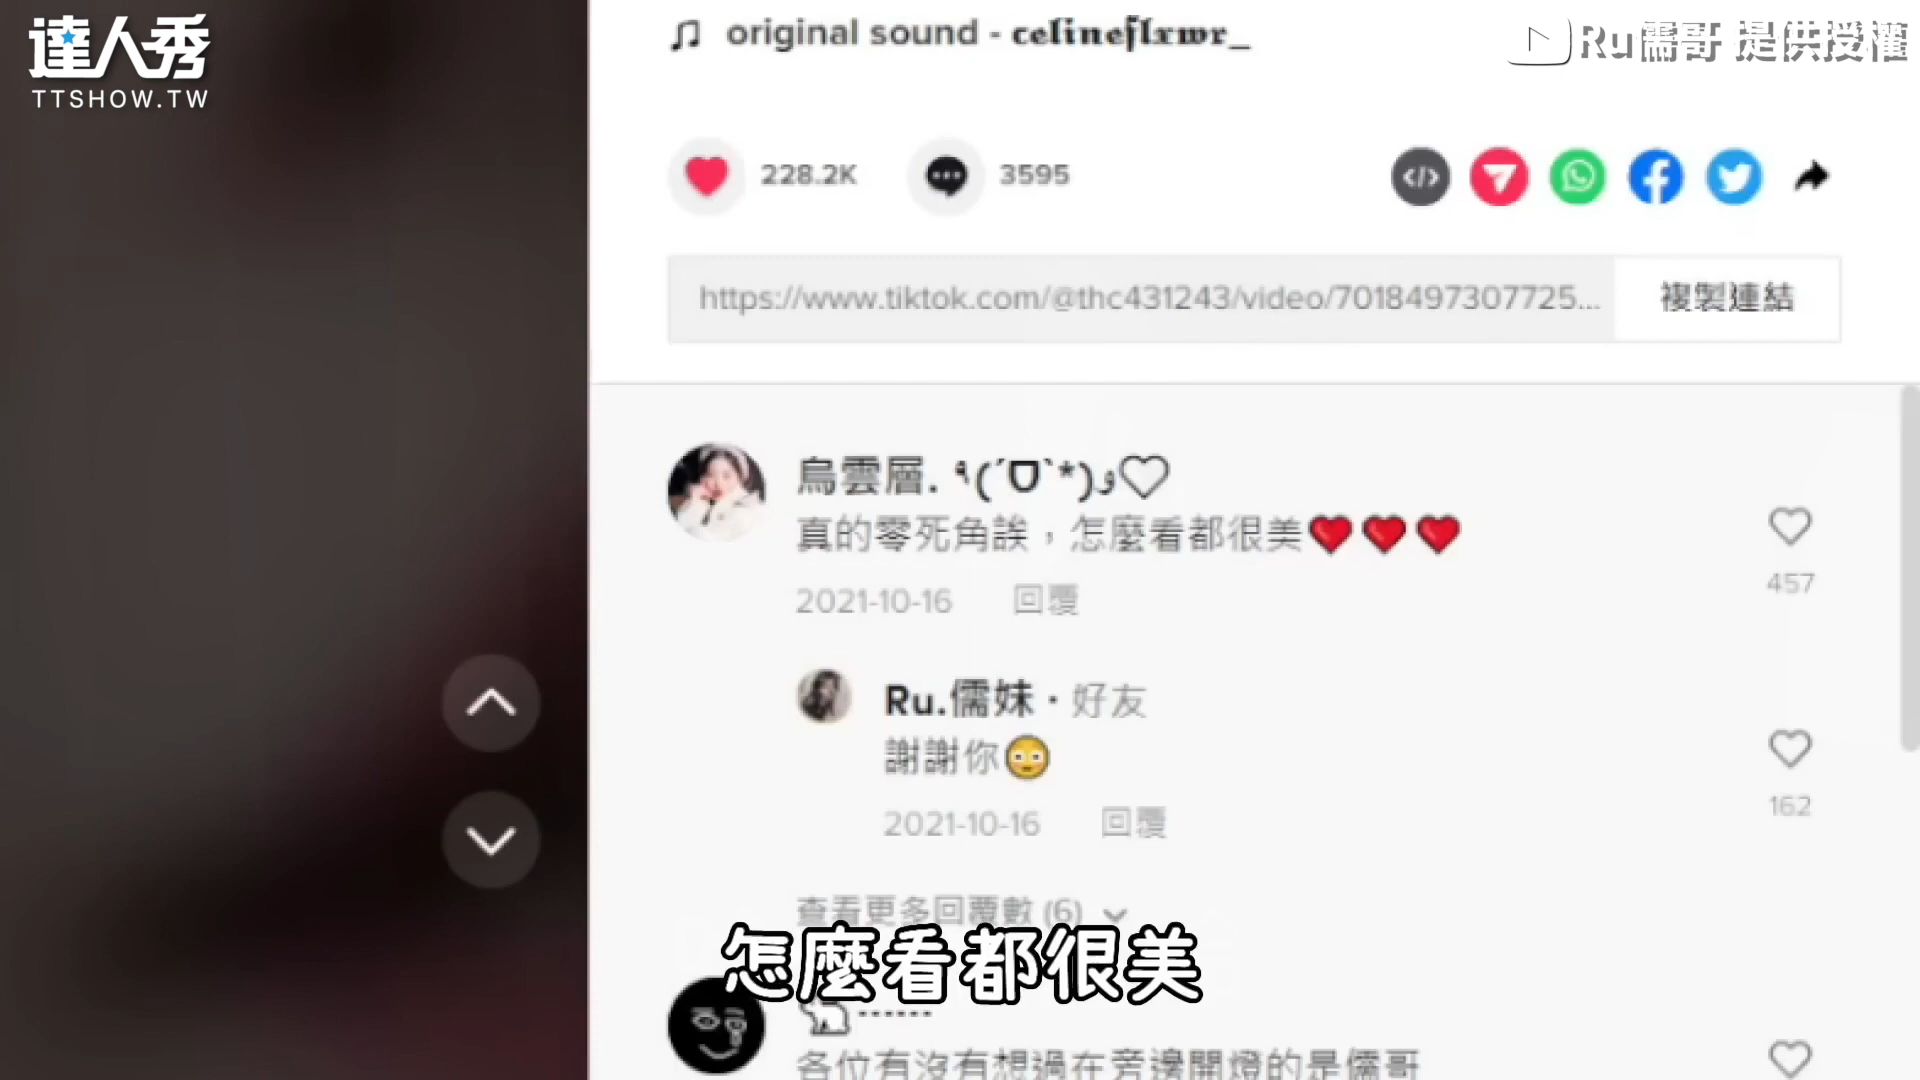 達人秀
TTSHOW.TW
original sound - celineflxwr_
Ru儒哥 提供授權
228.2K
3595
https://www.tiktok.com/@thc431243/video/7018497307725...
複製連結
烏雲層. ٩(´ᗜ`*)و♡
真的零死角誒，怎麼看都很美❤️❤️❤️
457
2021-10-16 回覆
Ru.儒妹 · 好友
謝謝你😳
162
2021-10-16 回覆
查看更多回覆數 (6)
怎麼看都很美
各位有沒有想過在旁邊開燈的是儒哥